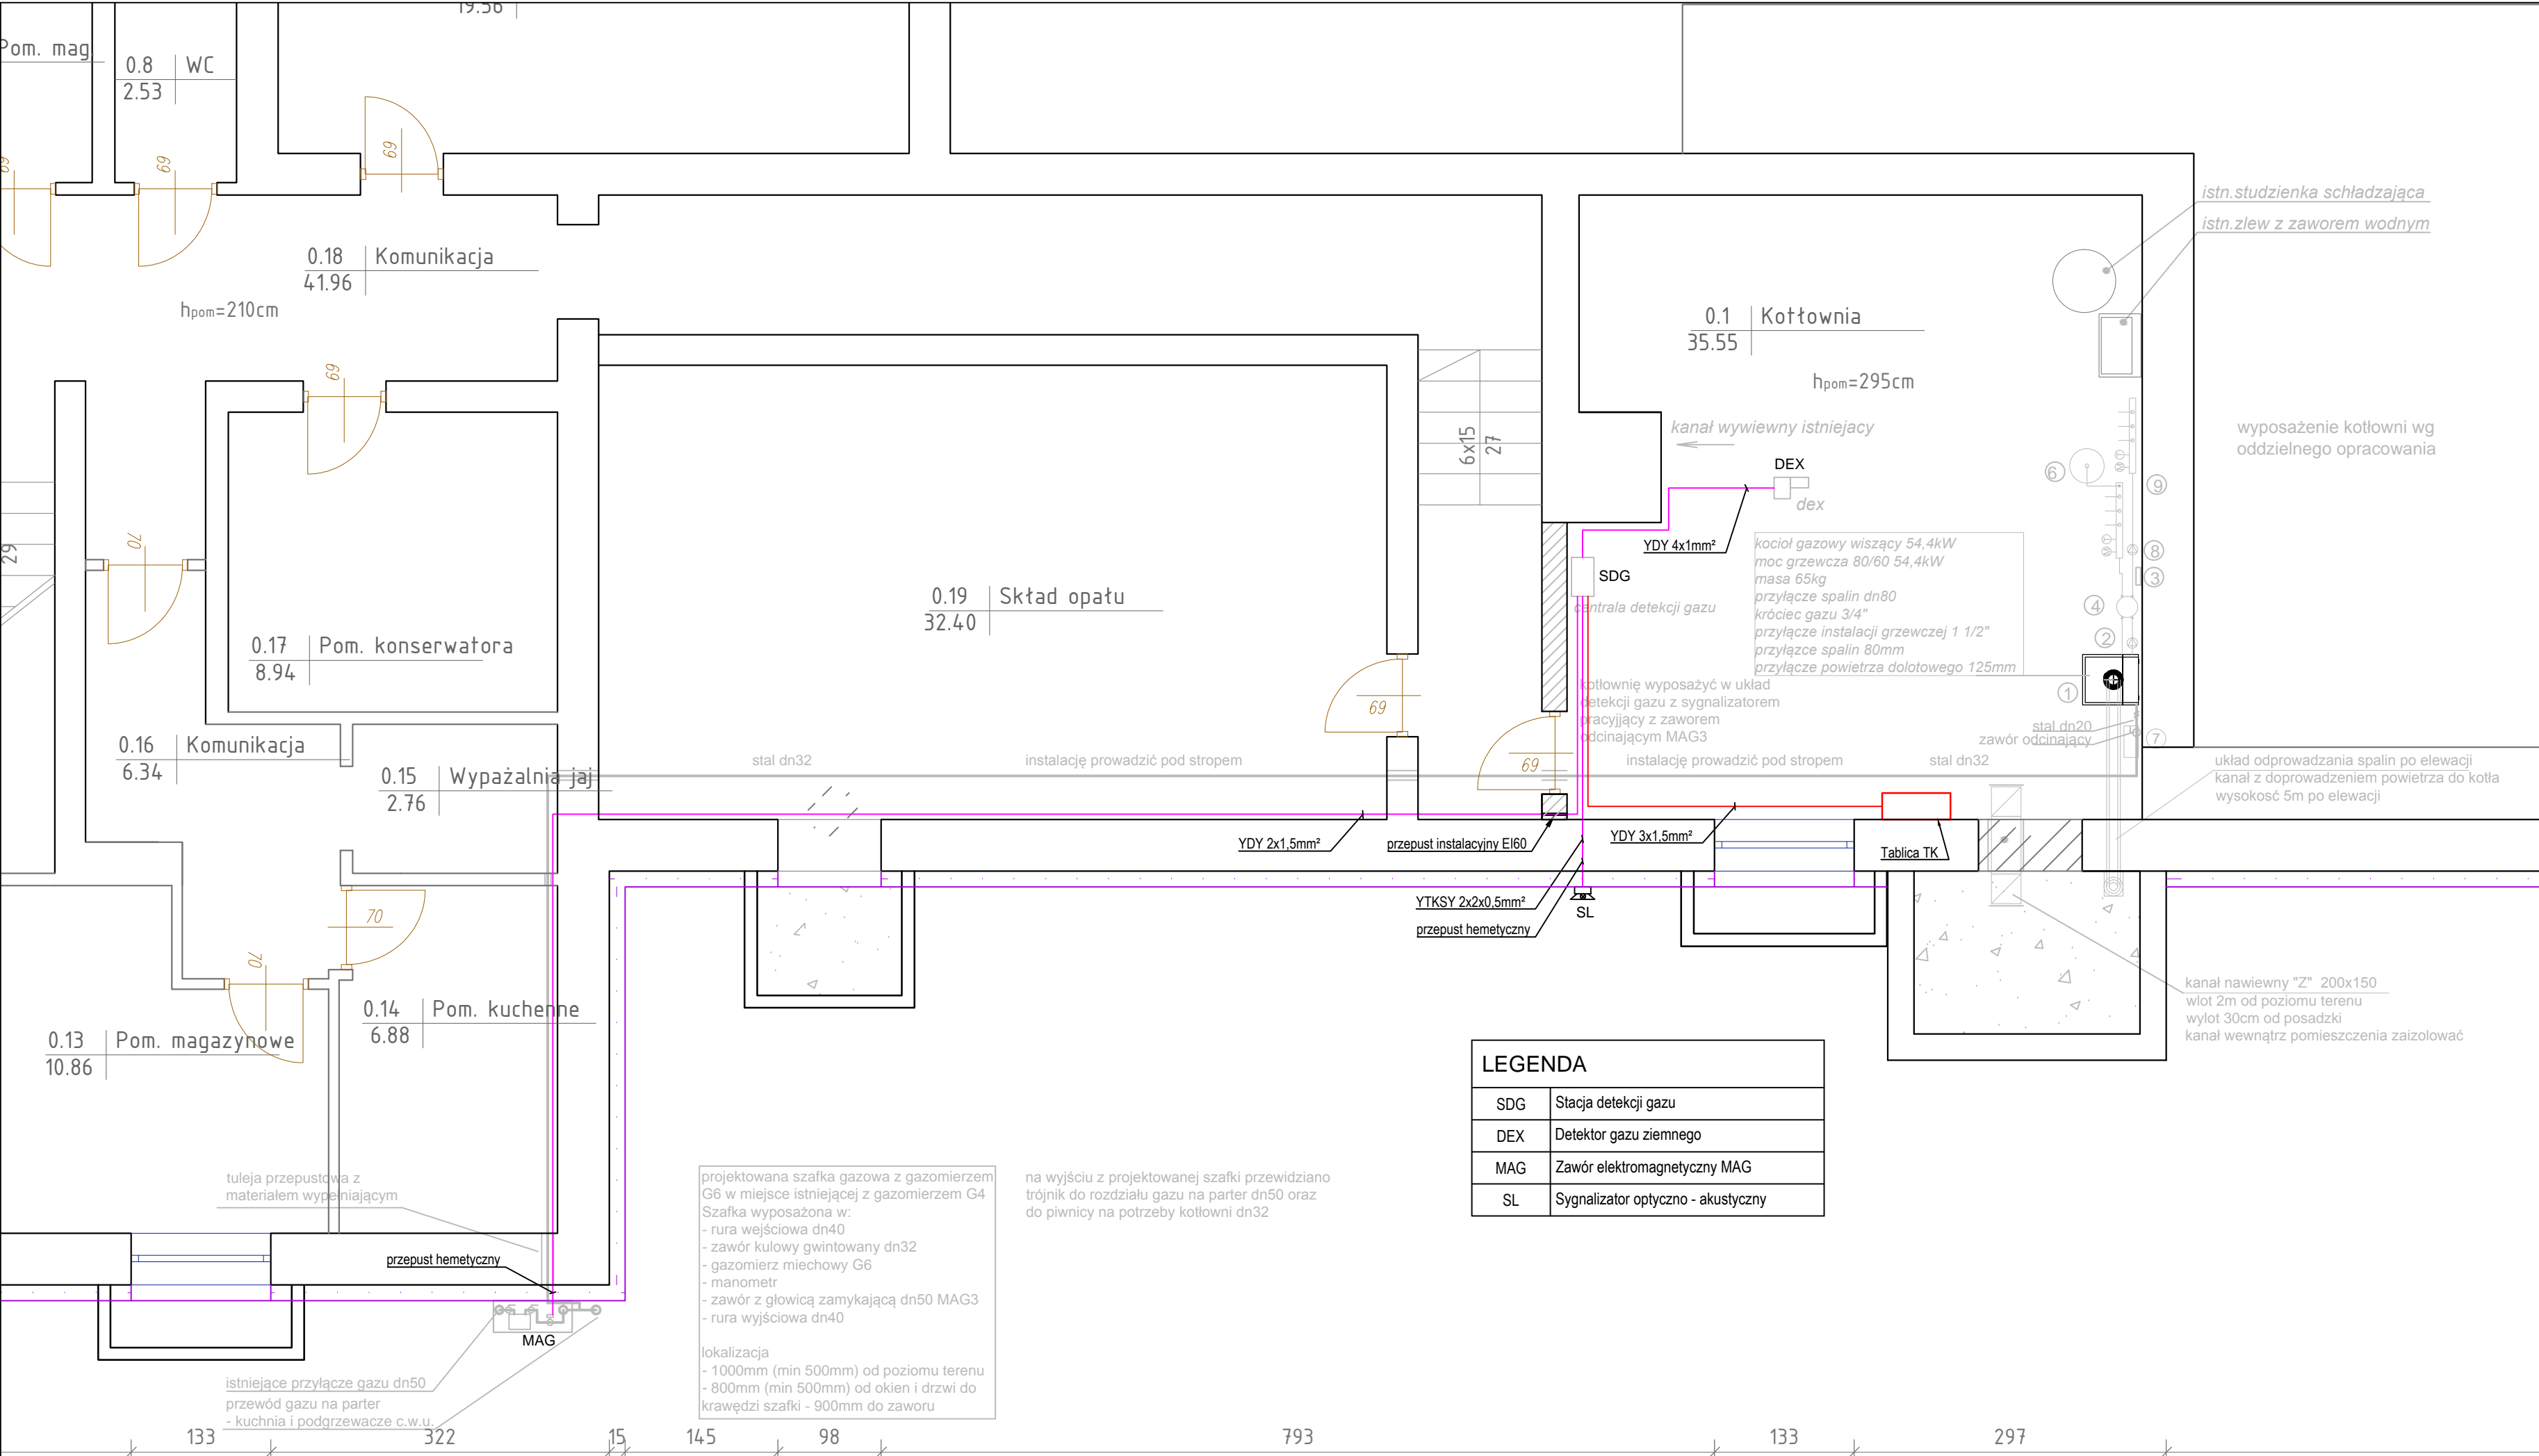 19.56
Pom. mag.
0.8 WC
2.53
69
69
69
0.18 Komunikacja
41.96
hpom=210cm
69
istn.studzienka schładzająca
istn.zlew z zaworem wodnym
0.1 Kotłownia
35.55
hpom=295cm
kanał wywiewny istniejacy
wyposażenie kotłowni wg
oddzielnego opracowania
6x15
27
DEX
dex
YDY 4x1mm²
6
9
8
3
4
2
1
7
kocioł gazowy wiszący 54,4kW
moc grzewcza 80/60 54,4kW
masa 65kg
przyłącze spalin dn80
króciec gazu 3/4"
przyłącze instalacji grzewczej 1 1/2"
przyłązce spalin 80mm
przyłącze powietrza dolotowego 125mm
SDG
centrala detekcji gazu
29
70
0.19 Skład opału
32.40
0.17 Pom. konserwatora
8.94
69
kotłownię wyposażyć w układ
detekcji gazu z sygnalizatorem
pracyjjący z zaworem
odcinającym MAG3
69
stal dn20
zawór odcinający
0.16 Komunikacja
6.34
0.15 Wypażalnia jaj
2.76
stal dn32
instalację prowadzić pod stropem
instalację prowadzić pod stropem
stal dn32
układ odprowadzania spalin po elewacji
kanał z doprowadzeniem powietrza do kotła
wysokosć 5m po elewacji
YDY 2x1,5mm²
przepust instalacyjny EI60
YDY 3x1,5mm²
Tablica TK
YTKSY 2x2x0,5mm²
przepust hemetyczny
SL
70
70
0.14 Pom. kuchenne
6.88
0.13 Pom. magazynowe
10.86
kanał nawiewny "Z" 200x150
wlot 2m od poziomu terenu
wylot 30cm od posadzki
kanał wewnątrz pomieszczenia zaizolować
LEGENDA
SDG Stacja detekcji gazu
DEX Detektor gazu ziemnego
MAG Zawór elektromagnetyczny MAG
SL Sygnalizator optyczno - akustyczny
tuleja przepustowa z
materiałem wypełniającym
przepust hemetyczny
MAG
projektowana szafka gazowa z gazomierzem
G6 w miejsce istniejącej z gazomierzem G4
Szafka wyposażona w:
- rura wejściowa dn40
- zawór kulowy gwintowany dn32
- gazomierz miechowy G6
- manometr
- zawór z głowicą zamykającą dn50 MAG3
- rura wyjściowa dn40
lokalizacja
- 1000mm (min 500mm) od poziomu terenu
- 800mm (min 500mm) od okien i drzwi do
krawędzi szafki - 900mm do zaworu
na wyjściu z projektowanej szafki przewidziano
trójnik do rozdziału gazu na parter dn50 oraz
do piwnicy na potrzeby kotłowni dn32
istniejące przyłącze gazu dn50
przewód gazu na parter
- kuchnia i podgrzewacze c.w.u.
133 322 15 145 98 793 133 297